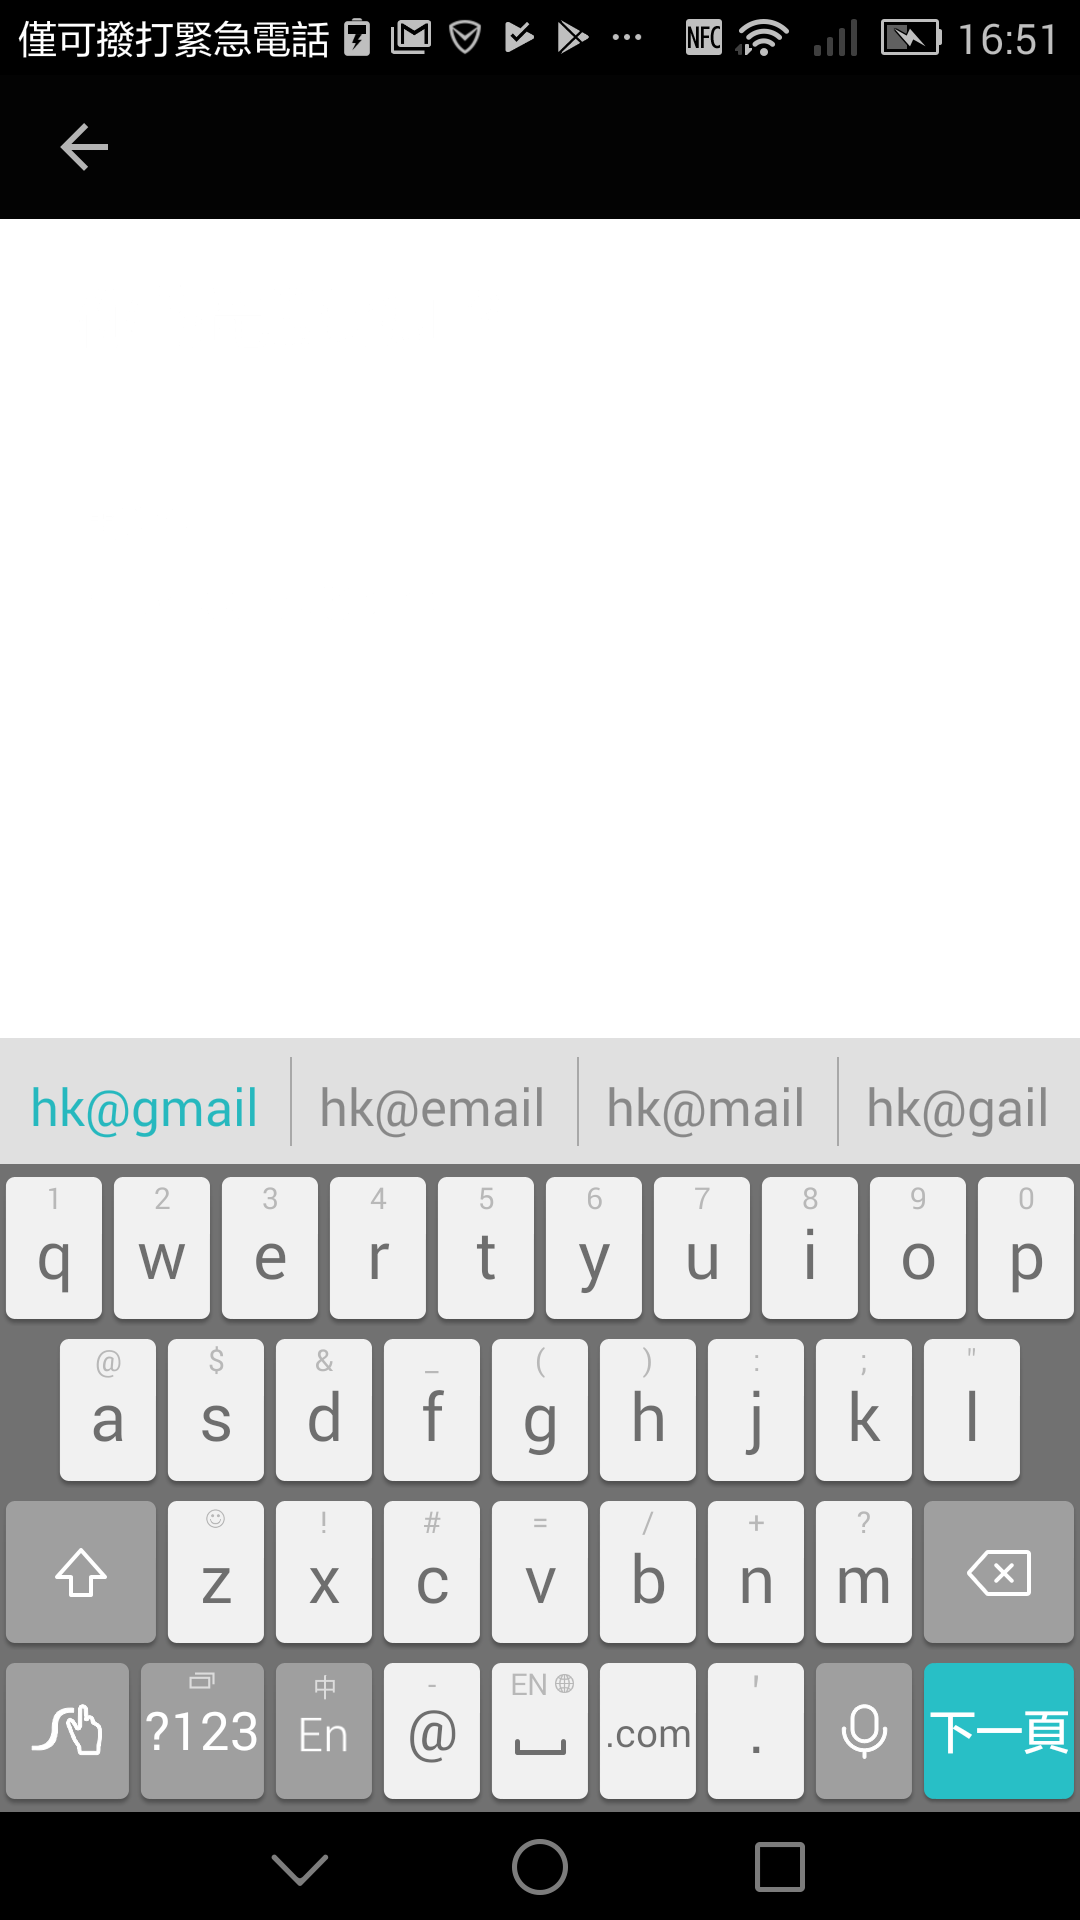 僅可撥打緊急電話 ... NFC 16:51
hk@gmail hk@email hk@mail hk@gail
1 2 3 4 5 6 7 8 9 0
q w e r t y u i o p
@ $ & _ ( ) : ; "
a s d f g h j k l
! # = / + ?
z x c v b n m
中 - EN '
?123 En @ .com . 下一頁